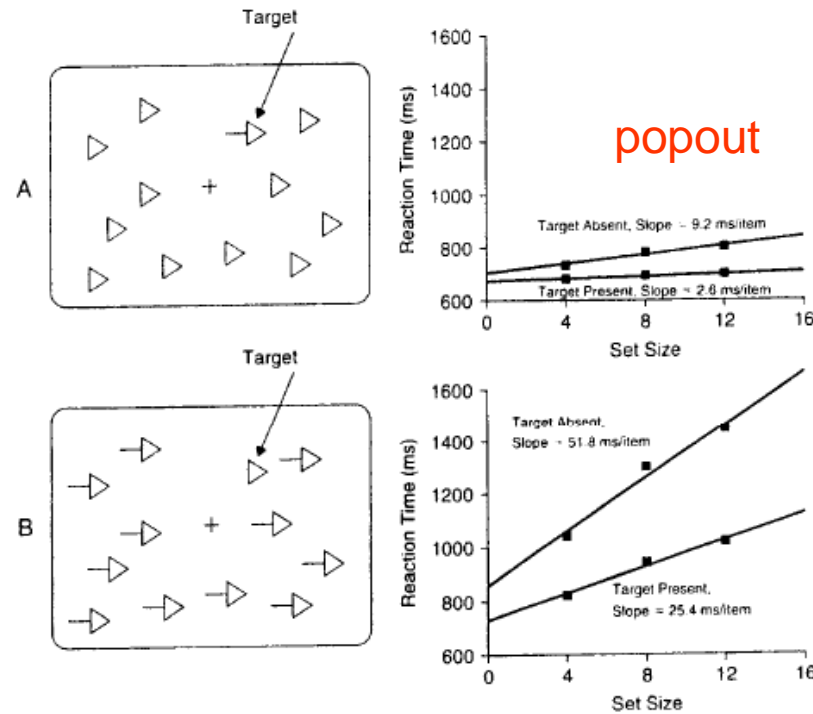 Target
A
1600
1400
1200
1000
800
600
Reaction Time (ms)
popout
Target Absent, Slope = 9.2 ms/item
Target Present, Slope = 2.6 ms/item
0 4 8 12 16
Set Size
Target
B
1600
1400
1200
1000
800
600
Reaction Time (ms)
Target Absent,
Slope = 51.8 ms/item
Target Present,
Slope = 25.4 ms/item
0 4 8 12 16
Set Size